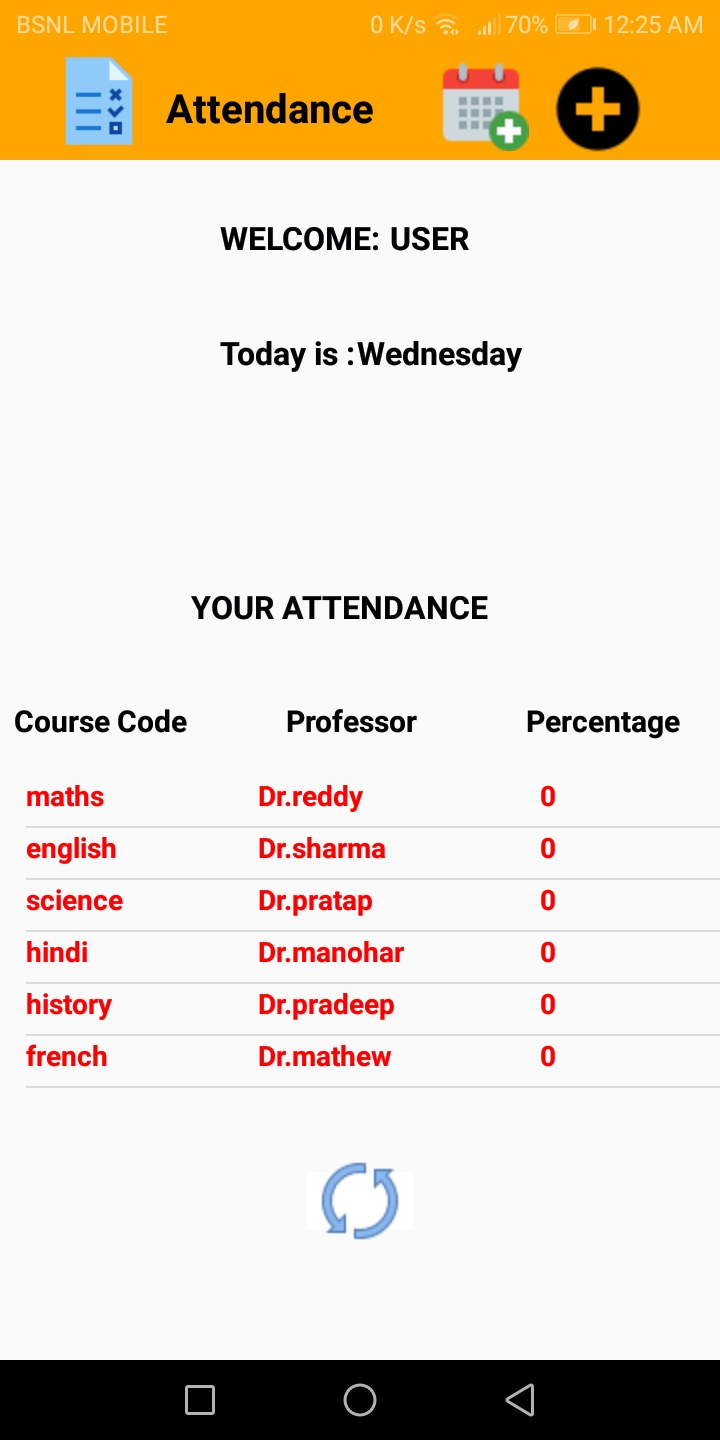 BSNL MOBILE 0 K/s 70% 12:25 AM
Attendance
WELCOME: USER
Today is :Wednesday
YOUR ATTENDANCE
Course Code Professor Percentage
maths Dr.reddy 0
english Dr.sharma 0
science Dr.pratap 0
hindi Dr.manohar 0
history Dr.pradeep 0
french Dr.mathew 0